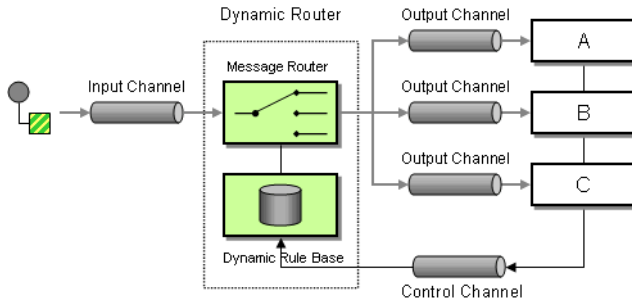 Dynamic Router
Output Channel
A
Input Channel
Message Router
Output Channel
B
Output Channel
C
Dynamic Rule Base
Control Channel